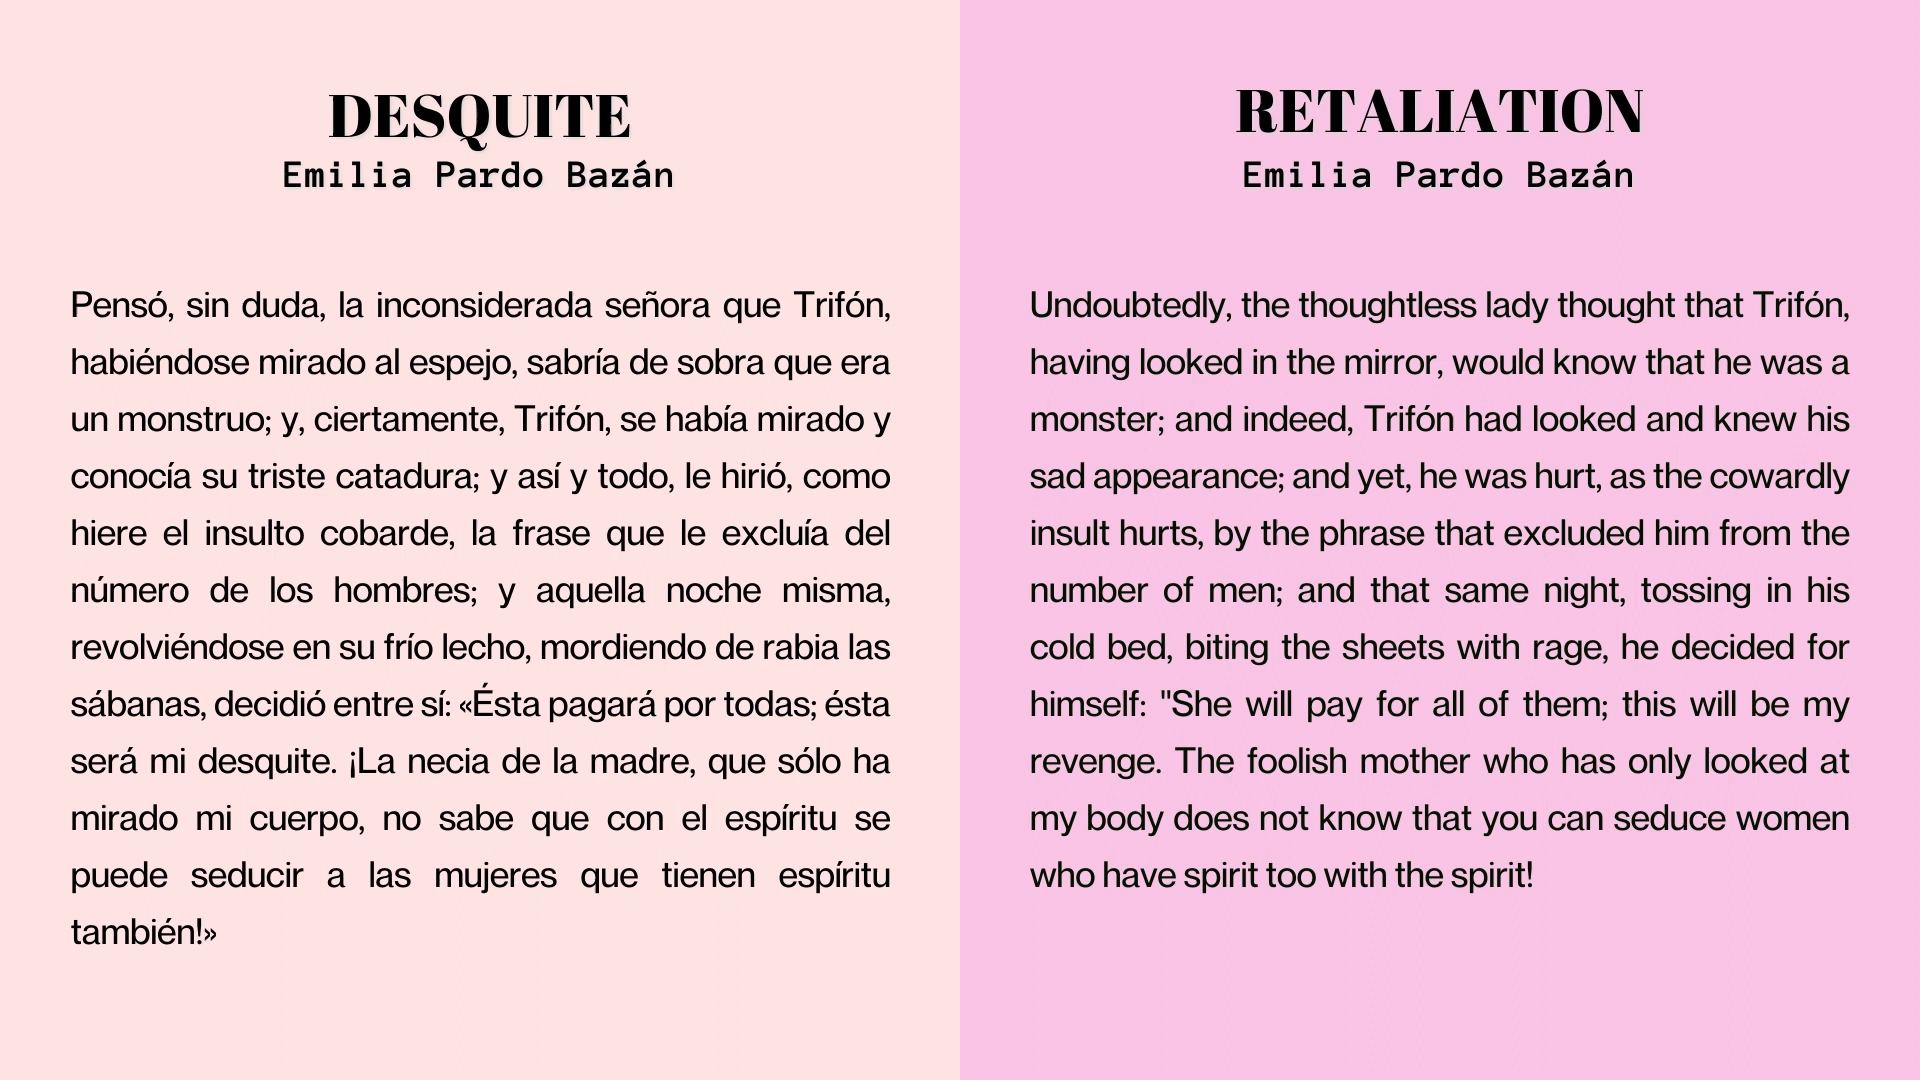 DESQUITE
Emilia Pardo Bazán
Pensó, sin duda, la inconsiderada señora que Trifón,
habiéndose mirado al espejo, sabría de sobra que era
un monstruo; y, ciertamente, Trifón, se había mirado y
conocía su triste catadura; y así y todo, le hirió, como
hiere el insulto cobarde, la frase que le excluía del
número de los hombres; y aquella noche misma,
revolviéndose en su frío lecho, mordiendo de rabia las
sábanas, decidió entre sí: «Ésta pagará por todas; ésta
será mi desquite. ¡La necia de la madre, que sólo ha
mirado mi cuerpo, no sabe que con el espíritu se
puede seducir a las mujeres que tienen espíritu
también!»
RETALIATION
Emilia Pardo Bazán
Undoubtedly, the thoughtless lady thought that Trifón,
having looked in the mirror, would know that he was a
monster; and indeed, Trifón had looked and knew his
sad appearance; and yet, he was hurt, as the cowardly
insult hurts, by the phrase that excluded him from the
number of men; and that same night, tossing in his
cold bed, biting the sheets with rage, he decided for
himself: "She will pay for all of them; this will be my
revenge. The foolish mother who has only looked at
my body does not know that you can seduce women
who have spirit too with the spirit!